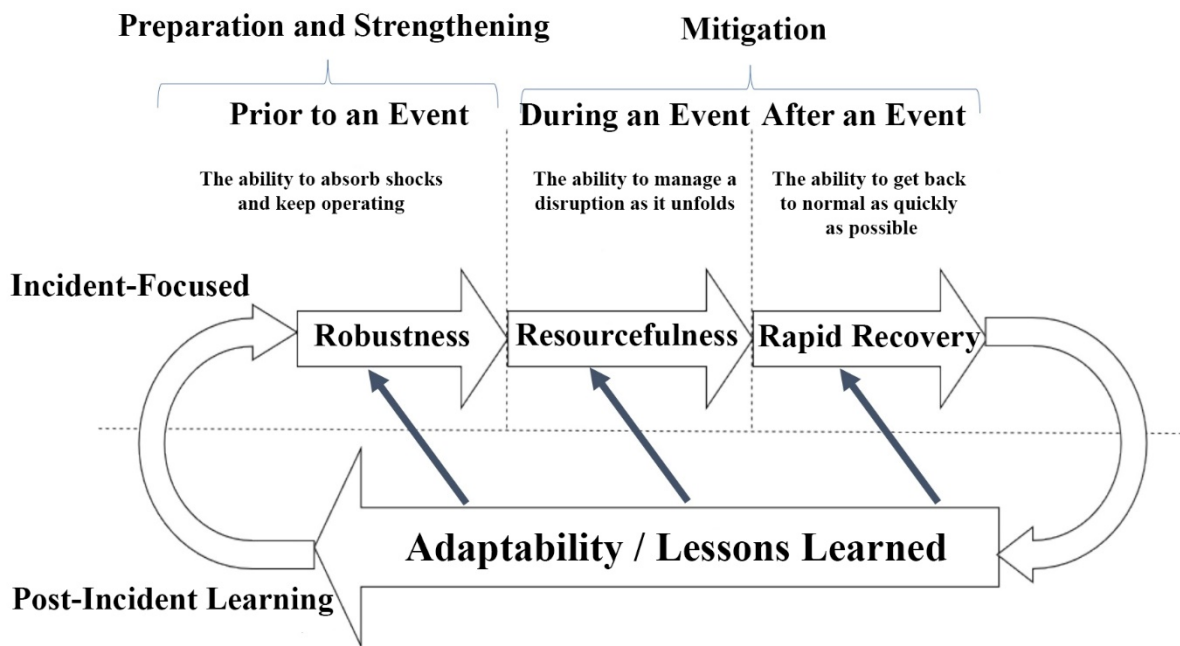 Preparation and Strengthening
Mitigation
Prior to an Event
During an Event
After an Event
The ability to absorb shocks
and keep operating
The ability to manage a
disruption as it unfolds
The ability to get back
to normal as quickly
as possible
Incident-Focused
Robustness
Resourcefulness
Rapid Recovery
Adaptability / Lessons Learned
Post-Incident Learning